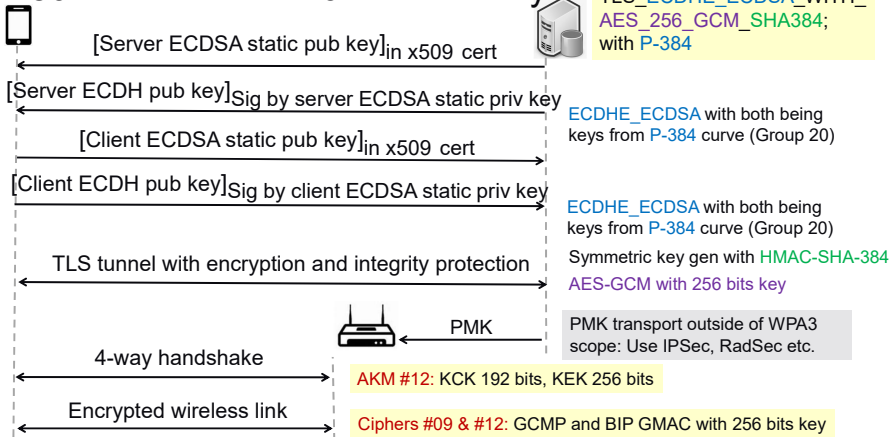 TLS_ECDHE_ECDSA_WITH_
AES_256_GCM_SHA384;
with P-384
[Server ECDSA static pub key]in x509 cert
[Server ECDH pub key]Sig by server ECDSA static priv key
ECDHE_ECDSA with both being
keys from P-384 curve (Group 20)
[Client ECDSA static pub key]in x509 cert
[Client ECDH pub key]Sig by client ECDSA static priv key
ECDHE_ECDSA with both being
keys from P-384 curve (Group 20)
Symmetric key gen with HMAC-SHA-384
TLS tunnel with encryption and integrity protection
AES-GCM with 256 bits key
PMK
PMK transport outside of WPA3
scope: Use IPSec, RadSec etc.
4-way handshake
AKM #12: KCK 192 bits, KEK 256 bits
Encrypted wireless link
Ciphers #09 & #12: GCMP and BIP GMAC with 256 bits key